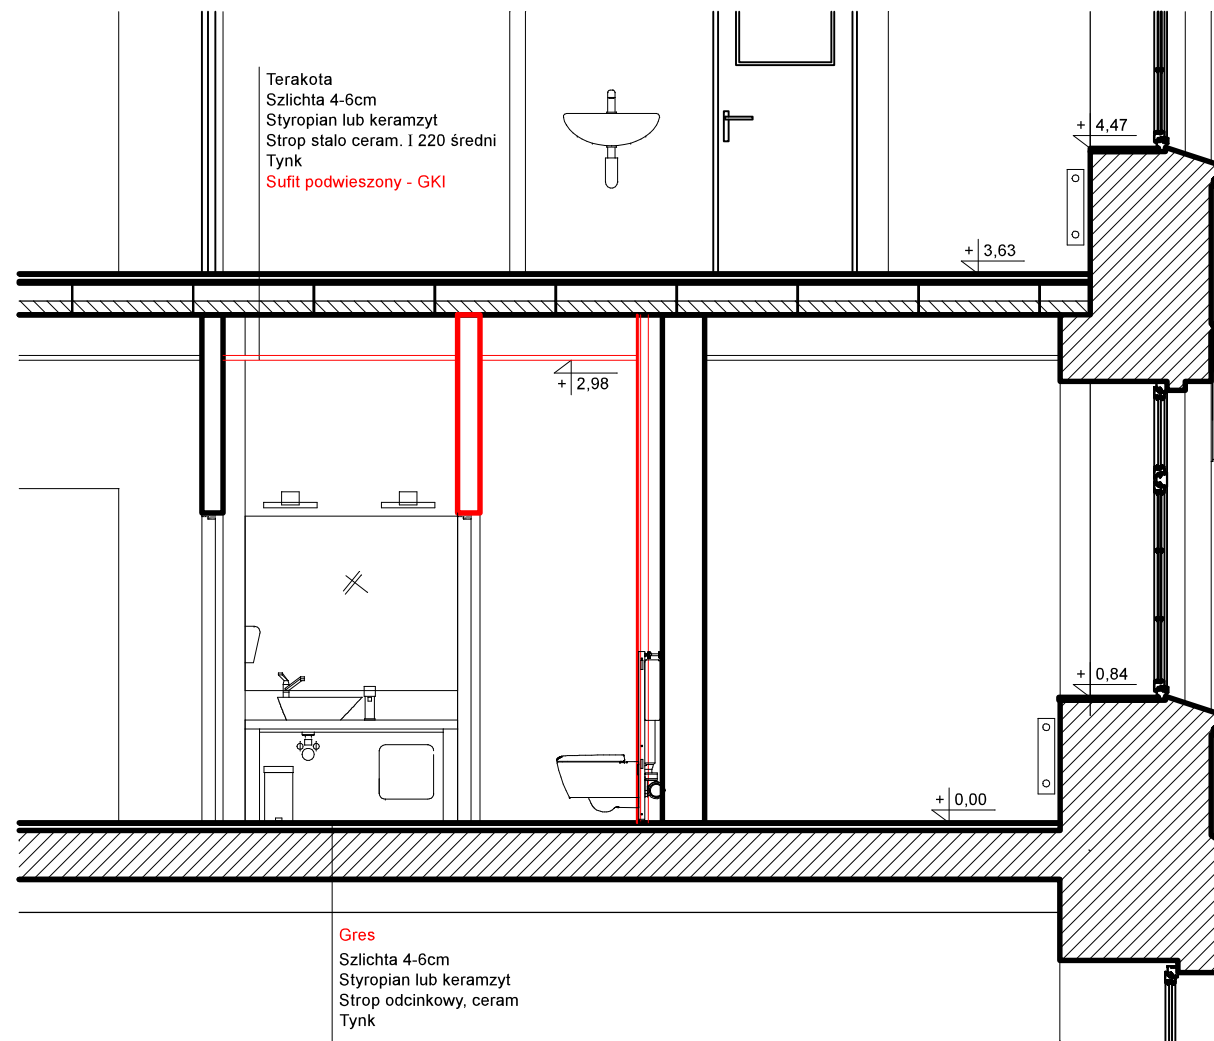 Terakota
Szlichta 4-6cm
Styropian lub keramzyt
Strop stalo ceram. I 220 średni
Tynk
Sufit podwieszony - GKI
+ 4,47
+ 3,63
+ 2,98
+ 0,84
+ 0,00
Gres
Szlichta 4-6cm
Styropian lub keramzyt
Strop odcinkowy, ceram
Tynk